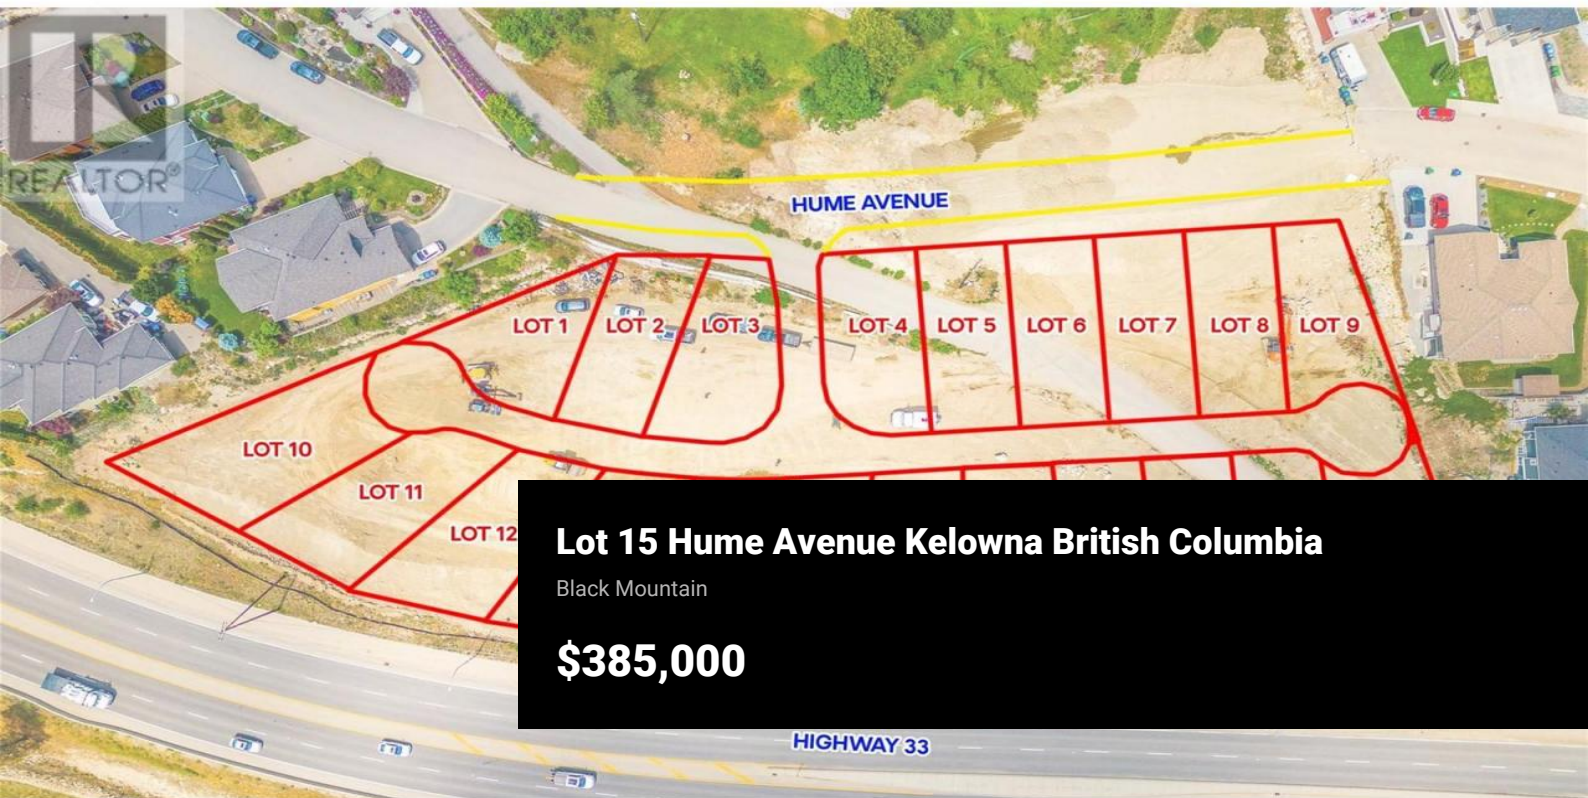 REALTOR®
HUME AVENUE
LOT 1
LOT 2
LOT 3
LOT 4
LOT 5
LOT 6
LOT 7
LOT 8
LOT 9
LOT 10
LOT 11
LOT 12
Lot 15 Hume Avenue Kelowna British Columbia
Black Mountain
$385,000
HIGHWAY 33